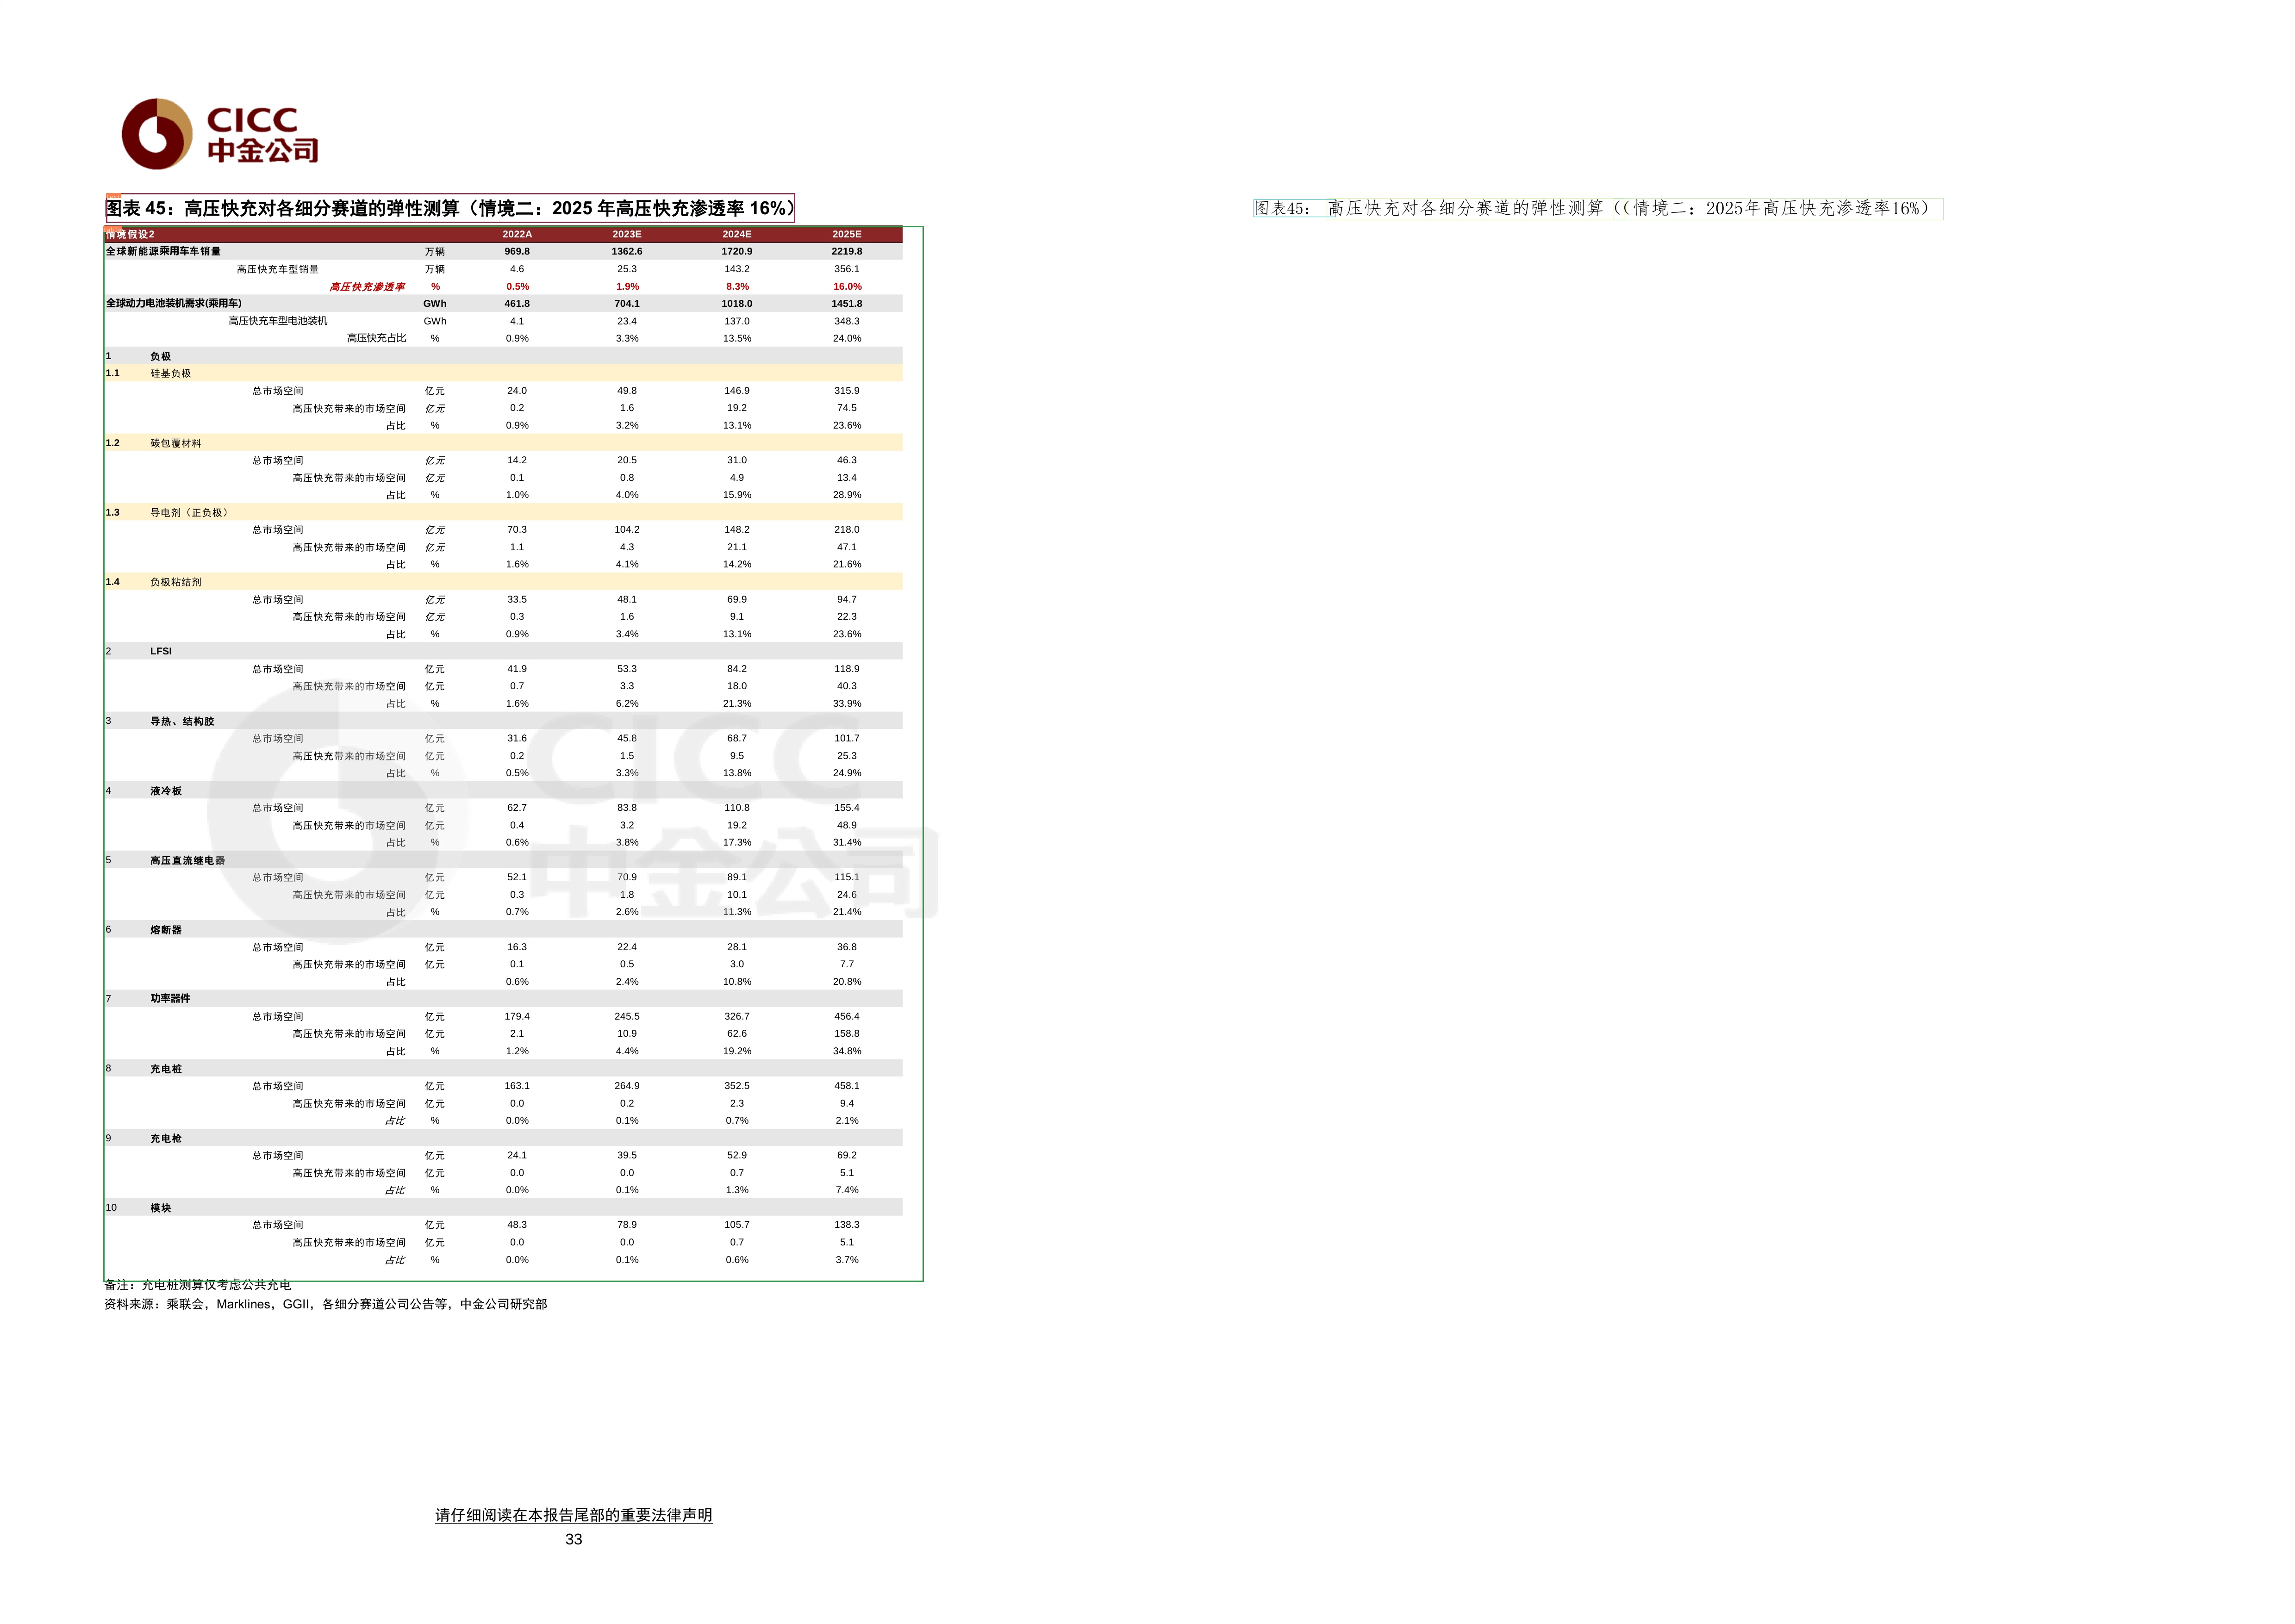 CICC
中金公司
图表 45：高压快充对各细分赛道的弹性测算（情境二：2025 年高压快充渗透率 16%）
图表45： 高压快充对各细分赛道的弹性测算（(情境二：2025年高压快充渗透率16%）
情境假设2 2022A 2023E 2024E 2025E
全球新能源乘用车车销量 万辆 969.8 1362.6 1720.9 2219.8
高压快充车型销量 万辆 4.6 25.3 143.2 356.1
高压快充渗透率 % 0.5% 1.9% 8.3% 16.0%
全球动力电池装机需求(乘用车) GWh 461.8 704.1 1018.0 1451.8
高压快充车型电池装机 GWh 4.1 23.4 137.0 348.3
高压快充占比 % 0.9% 3.3% 13.5% 24.0%
1 负极
1.1 硅基负极
总市场空间 亿元 24.0 49.8 146.9 315.9
高压快充带来的市场空间 亿元 0.2 1.6 19.2 74.5
占比 % 0.9% 3.2% 13.1% 23.6%
1.2 碳包覆材料
总市场空间 亿元 14.2 20.5 31.0 46.3
高压快充带来的市场空间 亿元 0.1 0.8 4.9 13.4
占比 % 1.0% 4.0% 15.9% 28.9%
1.3 导电剂（正负极）
总市场空间 亿元 70.3 104.2 148.2 218.0
高压快充带来的市场空间 亿元 1.1 4.3 21.1 47.1
占比 % 1.6% 4.1% 14.2% 21.6%
1.4 负极粘结剂
总市场空间 亿元 33.5 48.1 69.9 94.7
高压快充带来的市场空间 亿元 0.3 1.6 9.1 22.3
占比 % 0.9% 3.4% 13.1% 23.6%
2 LFSI
总市场空间 亿元 41.9 53.3 84.2 118.9
高压快充带来的市场空间 亿元 0.7 3.3 18.0 40.3
占比 % 1.6% 6.2% 21.3% 33.9%
3 导热、结构胶
总市场空间 亿元 31.6 45.8 68.7 101.7
高压快充带来的市场空间 亿元 0.2 1.5 9.5 25.3
占比 % 0.5% 3.3% 13.8% 24.9%
4 液冷板
总市场空间 亿元 62.7 83.8 110.8 155.4
高压快充带来的市场空间 亿元 0.4 3.2 19.2 48.9
占比 % 0.6% 3.8% 17.3% 31.4%
5 高压直流继电器
总市场空间 亿元 52.1 70.9 89.1 115.1
高压快充带来的市场空间 亿元 0.3 1.8 10.1 24.6
占比 % 0.7% 2.6% 11.3% 21.4%
6 熔断器
总市场空间 亿元 16.3 22.4 28.1 36.8
高压快充带来的市场空间 亿元 0.1 0.5 3.0 7.7
占比 0.6% 2.4% 10.8% 20.8%
7 功率器件
总市场空间 亿元 179.4 245.5 326.7 456.4
高压快充带来的市场空间 亿元 2.1 10.9 62.6 158.8
占比 % 1.2% 4.4% 19.2% 34.8%
8 充电桩
总市场空间 亿元 163.1 264.9 352.5 458.1
高压快充带来的市场空间 亿元 0.0 0.2 2.3 9.4
占比 % 0.0% 0.1% 0.7% 2.1%
9 充电枪
总市场空间 亿元 24.1 39.5 52.9 69.2
高压快充带来的市场空间 亿元 0.0 0.0 0.7 5.1
占比 % 0.0% 0.1% 1.3% 7.4%
10 模块
总市场空间 亿元 48.3 78.9 105.7 138.3
高压快充带来的市场空间 亿元 0.0 0.0 0.7 5.1
占比 % 0.0% 0.1% 0.6% 3.7%
CICC
中金公司
备注：充电桩测算仅考虑公共充电
资料来源：乘联会，Marklines，GGII，各细分赛道公司公告等，中金公司研究部
请仔细阅读在本报告尾部的重要法律声明
33